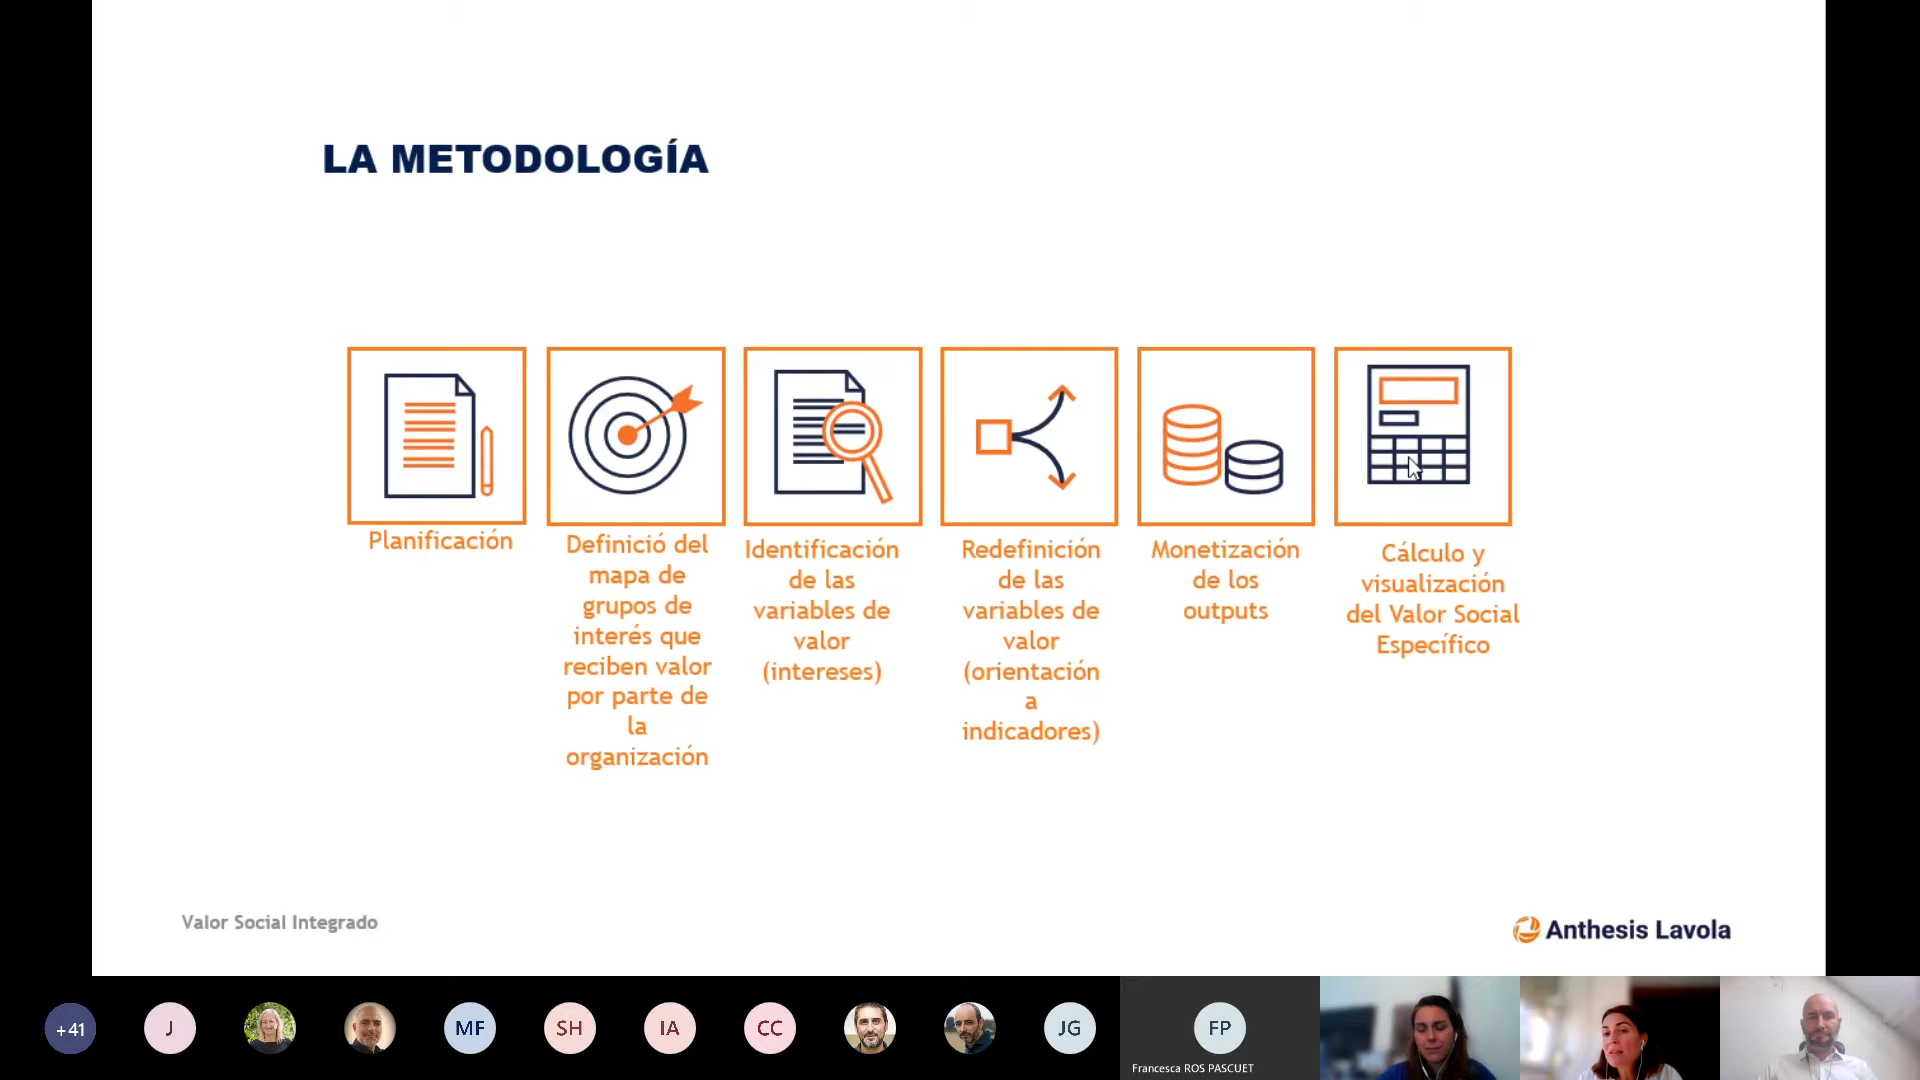 LA METODOLOGÍA
Planificación
Definició del
mapa de
grupos de
interés que
reciben valor
por parte de
la
organización
Identificación
de las
variables de
valor
(intereses)
Redefinición
de las
variables de
valor
(orientación
a
indicadores)
Monetización
de los
outputs
Cálculo y
visualización
del Valor Social
Específico
Valor Social Integrado
Anthesis Lavola
+41
J
MF
SH
IA
CC
JG
FP
Francesca ROS PASCUET